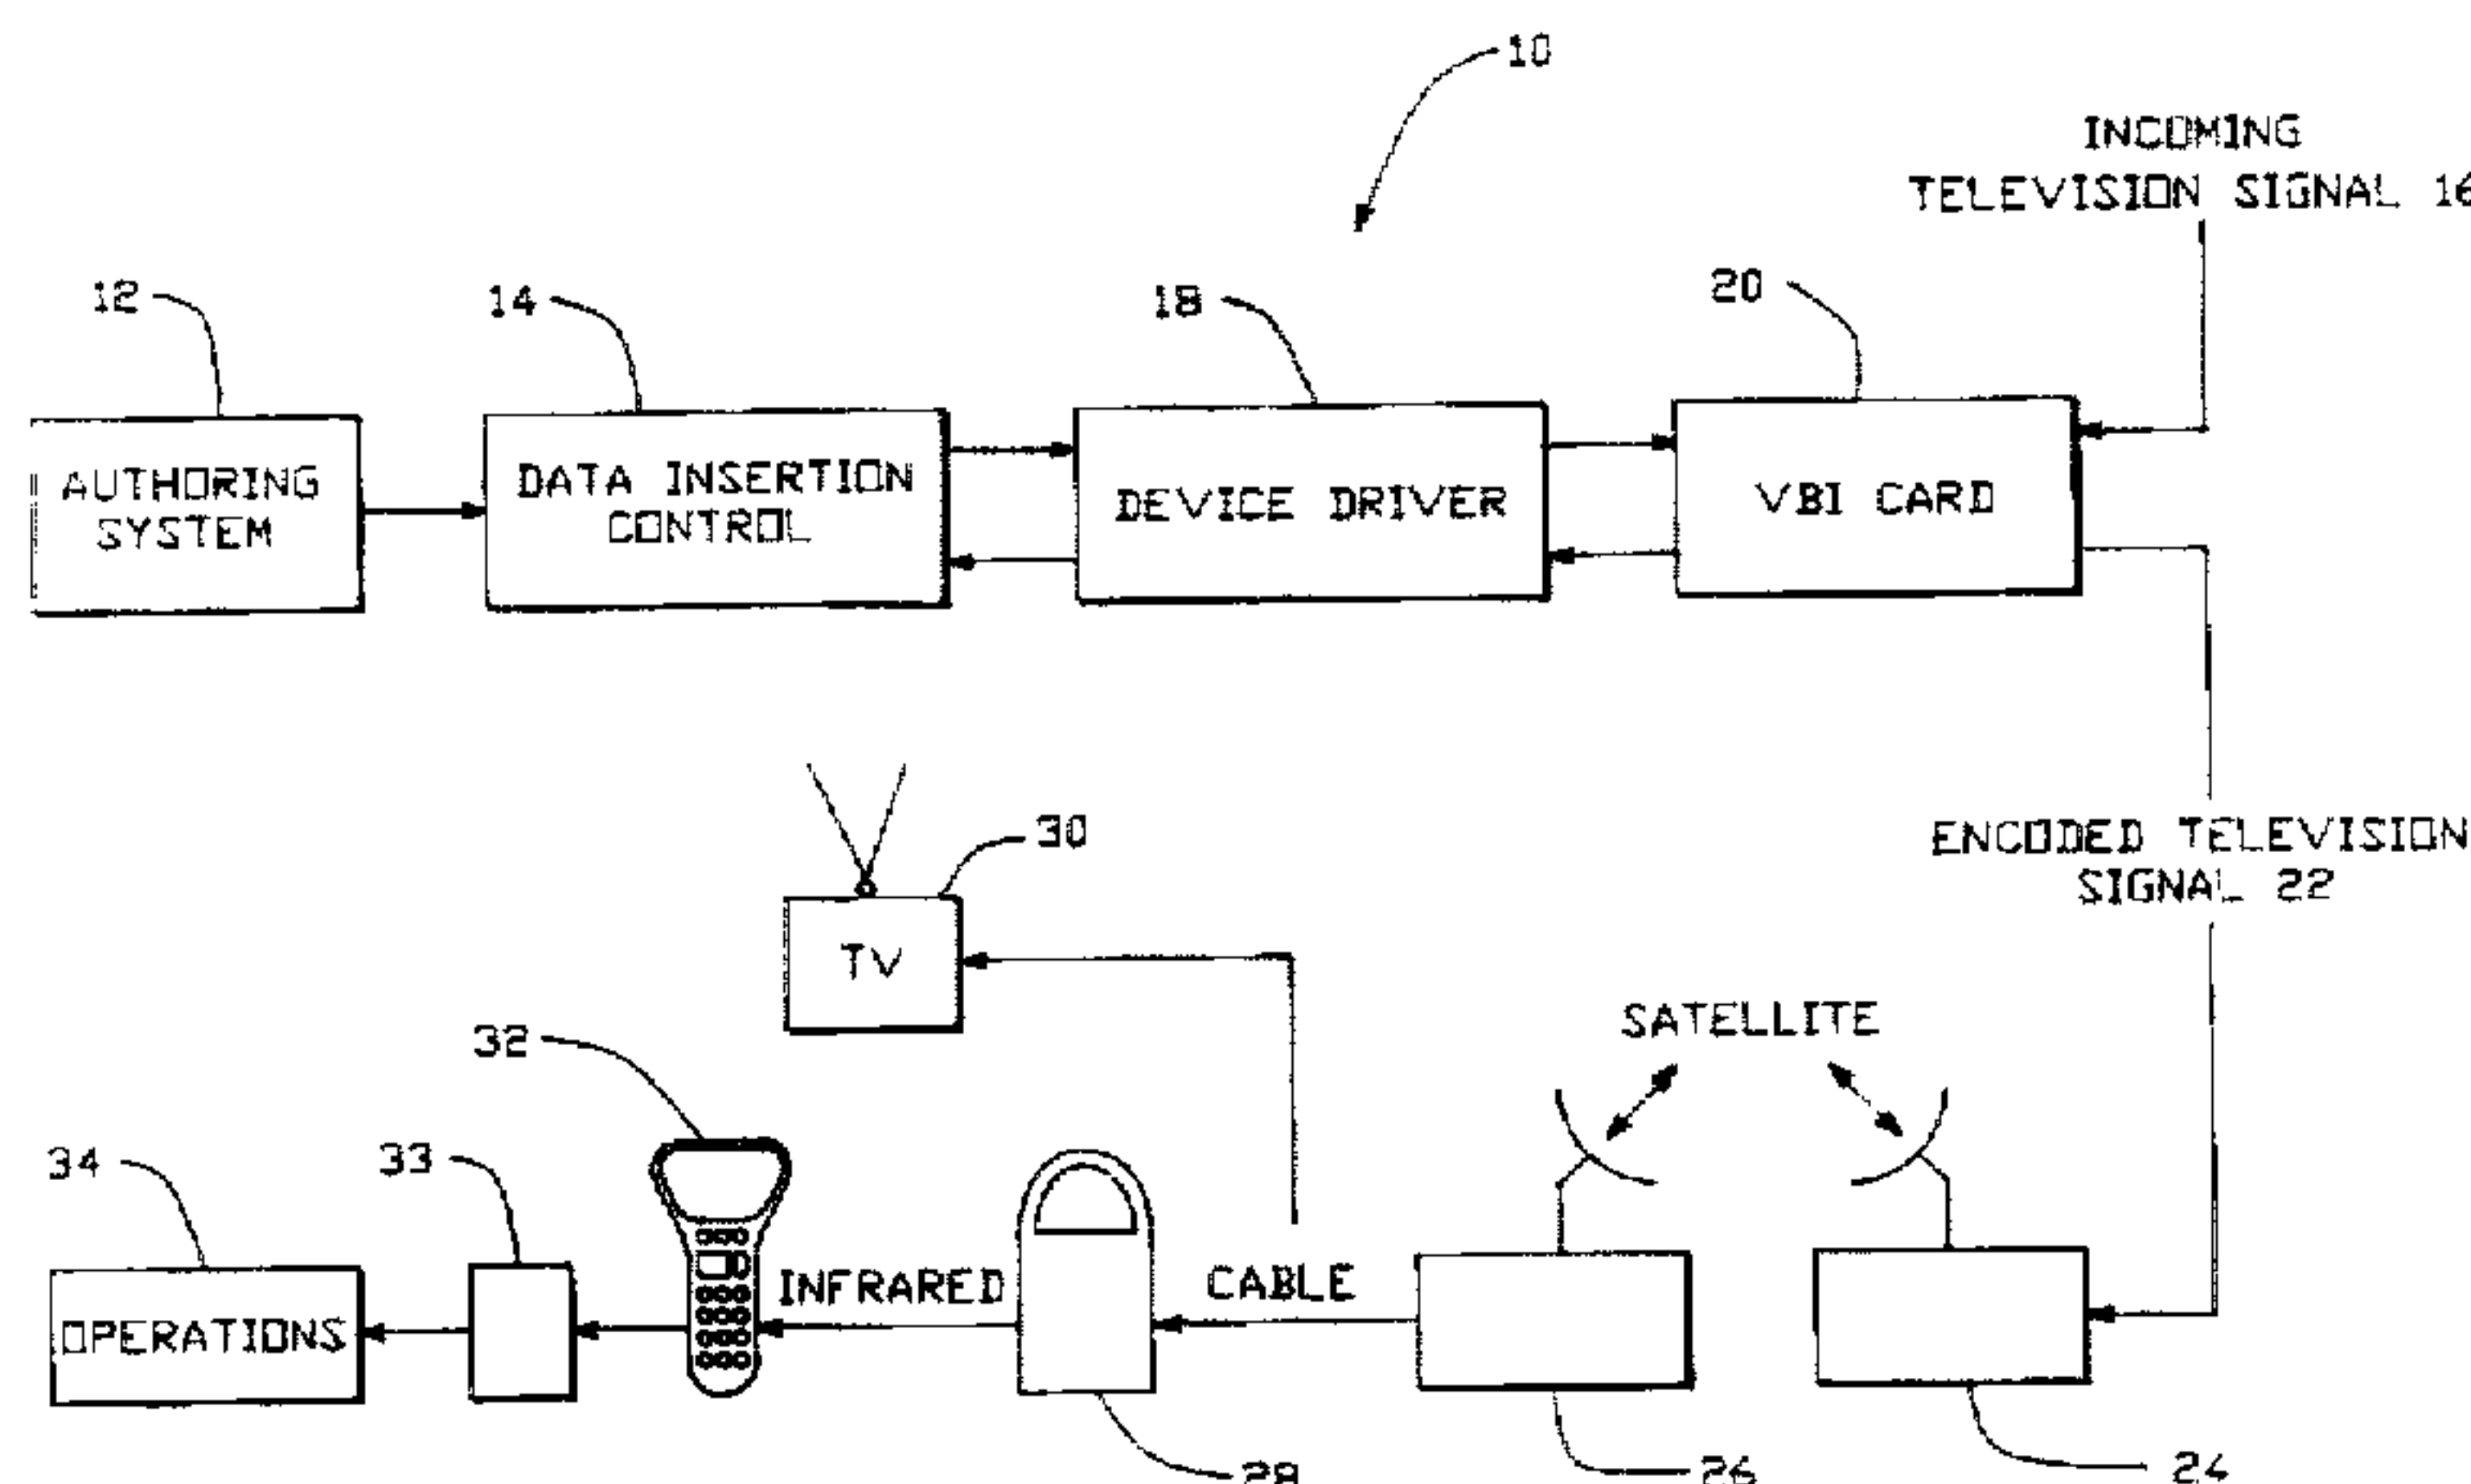 10
INCOMING
TELEVISION SIGNAL 16
12
14
18
20
AUTHORING
SYSTEM
DATA INSERTION
CONTROL
DEVICE DRIVER
VBI CARD
30
ENCODED TELEVISION
SIGNAL 22
TV
SATELLITE
32
34
33
INFRARED
CABLE
OPERATIONS
28
26
24